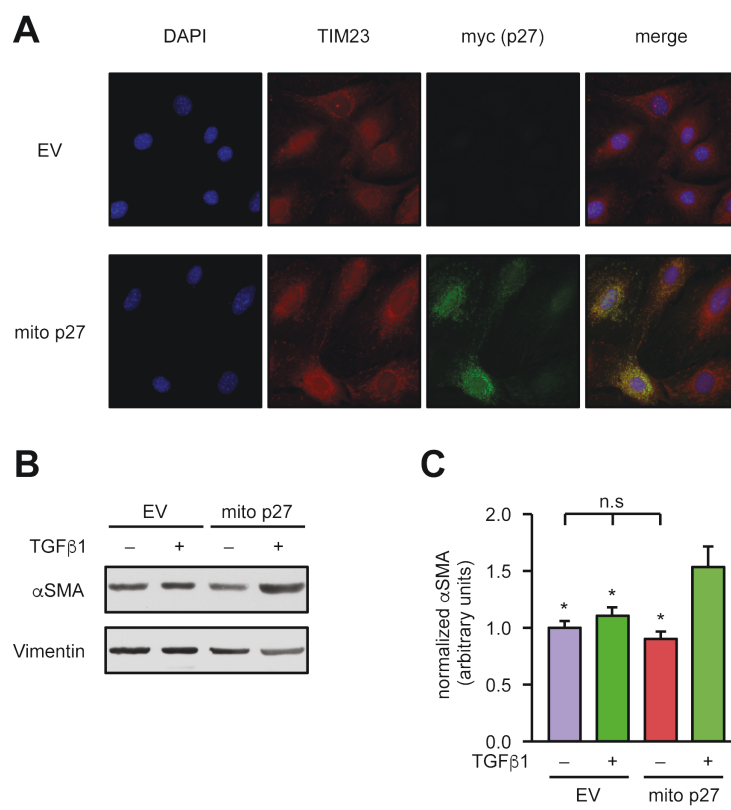 A
DAPI TIM23 myc (p27) merge
EV
mito p27
B
EV mito p27
TGFβ1 – + – +
αSMA
Vimentin
C
n.s
normalized αSMA
(arbitrary units)
2.0
1.5
1.0
0.5
0.0
* * *
TGFβ1 – + – +
EV mito p27